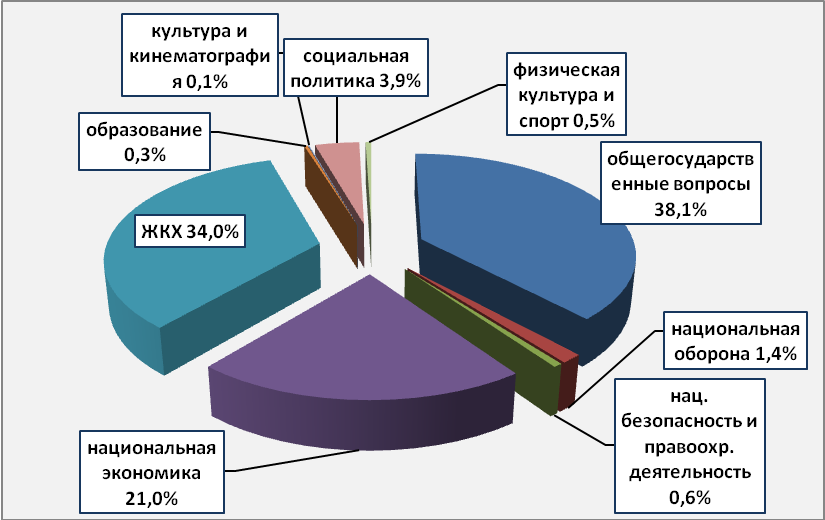 культура и
кинематографи
я 0,1%
социальная
политика 3,9%
физическая
культура и
спорт 0,5%
образование
0,3%
общегосударств
енные вопросы
38,1%
ЖКХ 34,0%
национальная
оборона 1,4%
нац.
безопасность и
правоохр.
деятельность
0,6%
национальная
экономика
21,0%